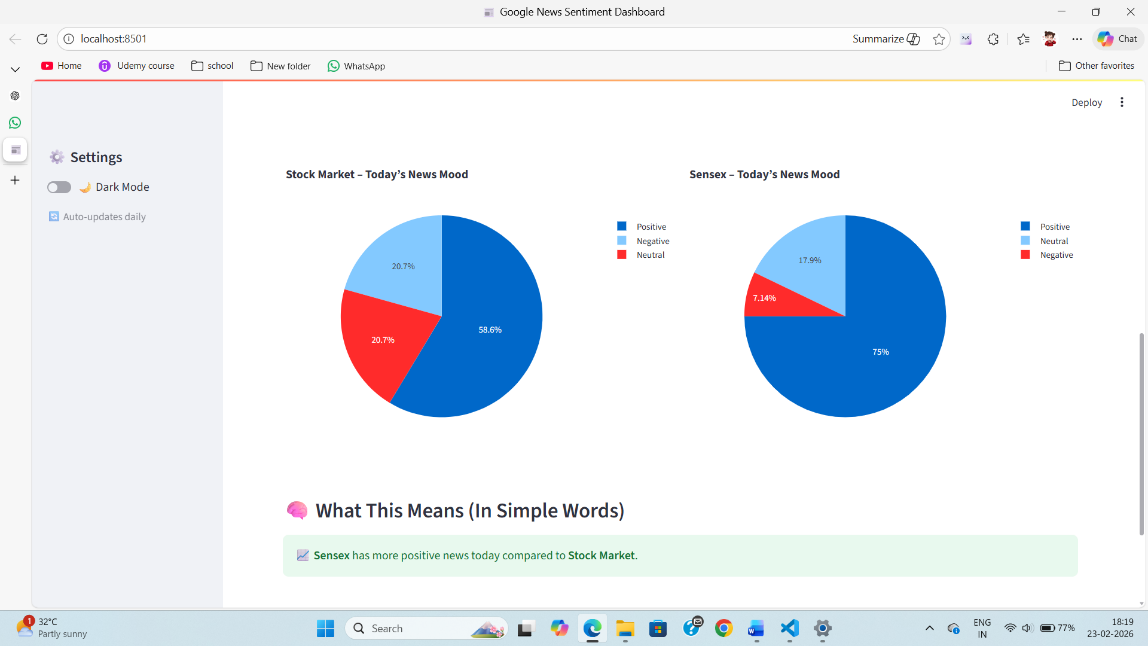 Google News Sentiment Dashboard
localhost:8501
Summarize
Chat
Home
Udemy course
school
New folder
WhatsApp
Other favorites
Deploy
Settings
Dark Mode
Auto-updates daily
Stock Market – Today’s News Mood
Positive
Negative
Neutral
20.7%
20.7%
58.6%
Sensex – Today’s News Mood
Positive
Neutral
Negative
17.9%
7.14%
75%
What This Means (In Simple Words)
Sensex has more positive news today compared to Stock Market.
1
32°C
Partly sunny
Search
ENG
IN
77%
18:19
23-02-2026